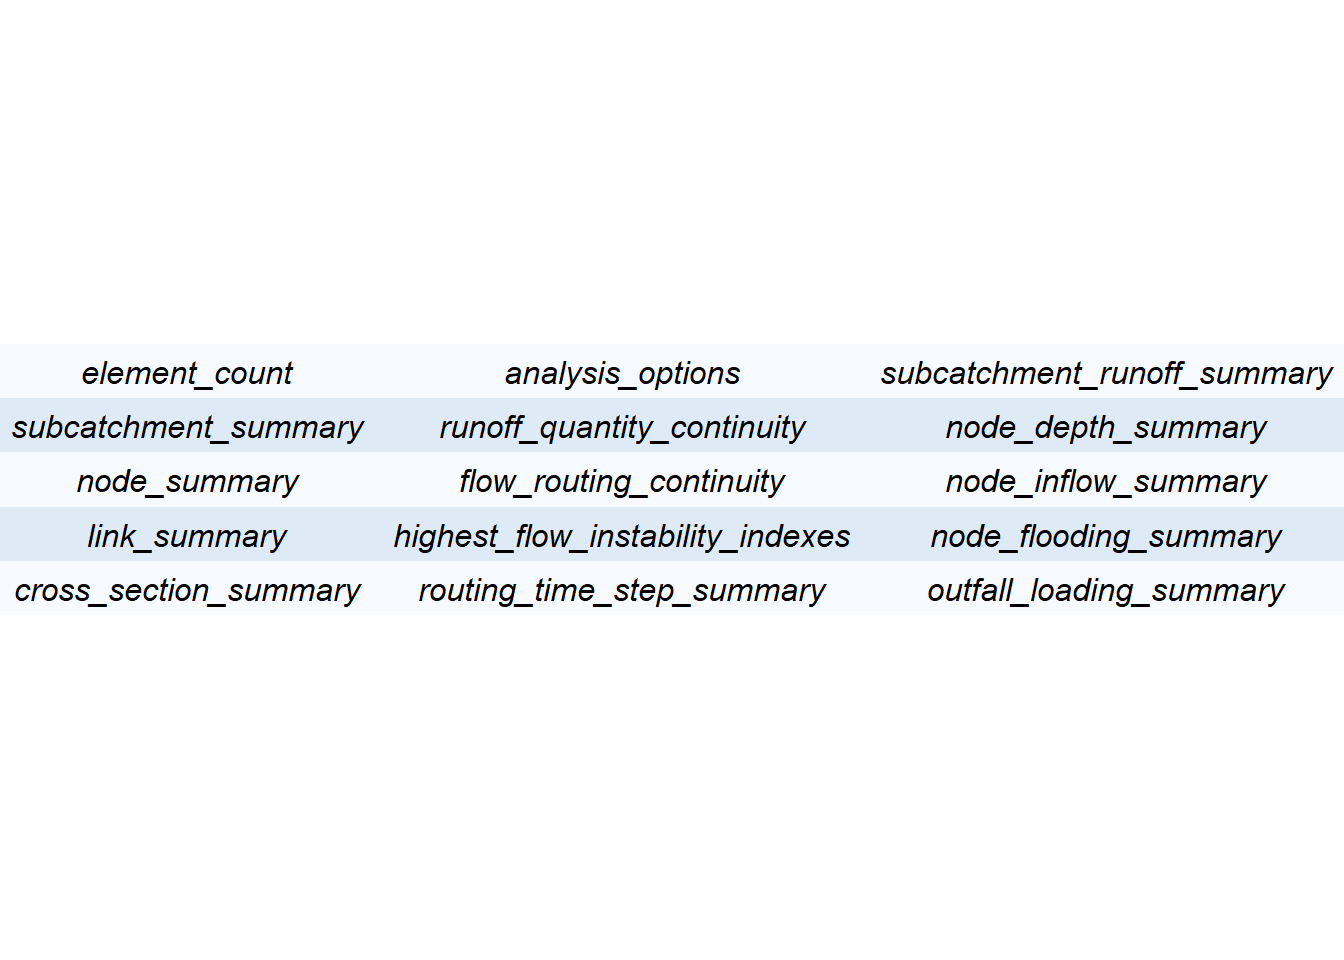 element_count analysis_options subcatchment_runoff_summary
subcatchment_summary runoff_quantity_continuity node_depth_summary
node_summary flow_routing_continuity node_inflow_summary
link_summary highest_flow_instability_indexes node_flooding_summary
cross_section_summary routing_time_step_summary outfall_loading_summary